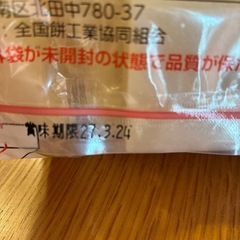 南区北田中780-37
全国餅工業協同組合
外袋が未開封の状態で品質が保
賞味期限27.3.24